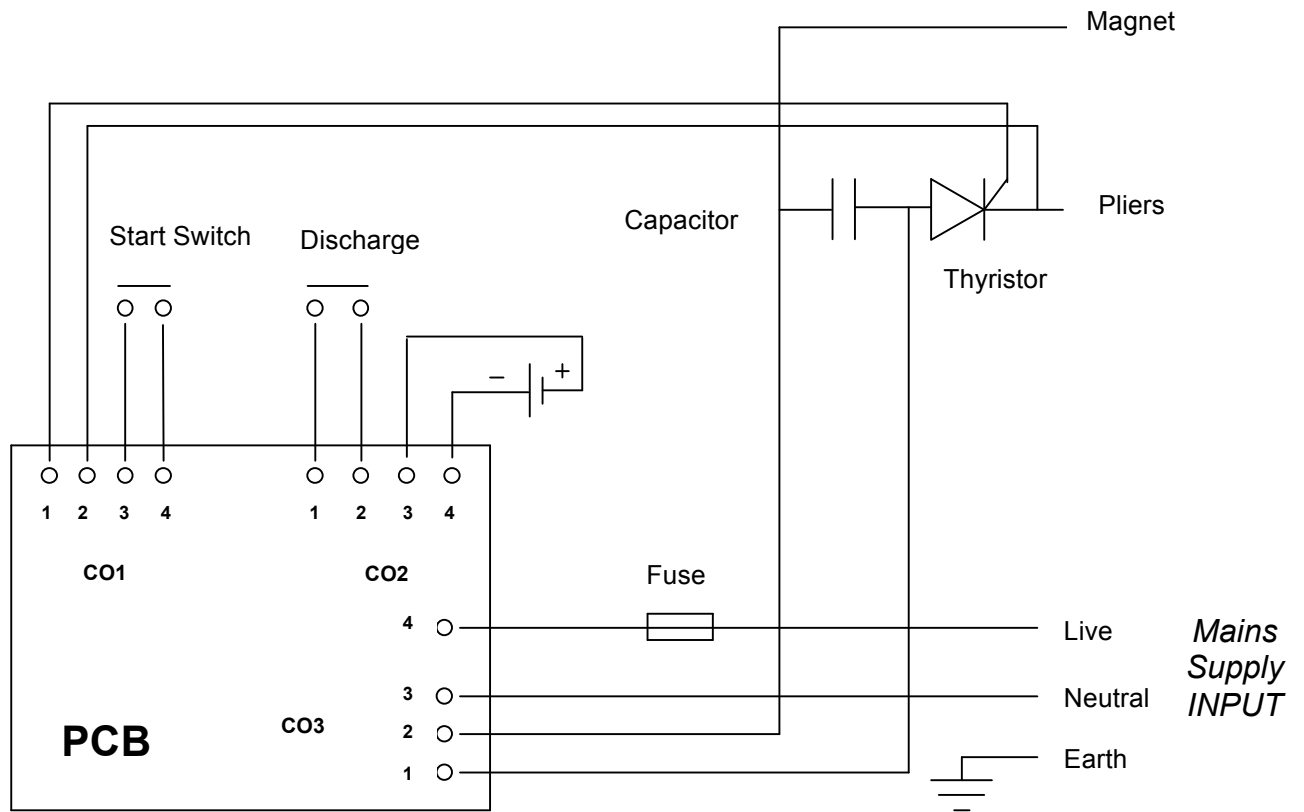 Magnet
Capacitor
Pliers
Start Switch
Discharge
Thyristor
− +
1 2 3 4
1 2 3 4
CO1
CO2
Fuse
4
Live
Mains
Supply
INPUT
3
Neutral
CO3
2
PCB
1
Earth